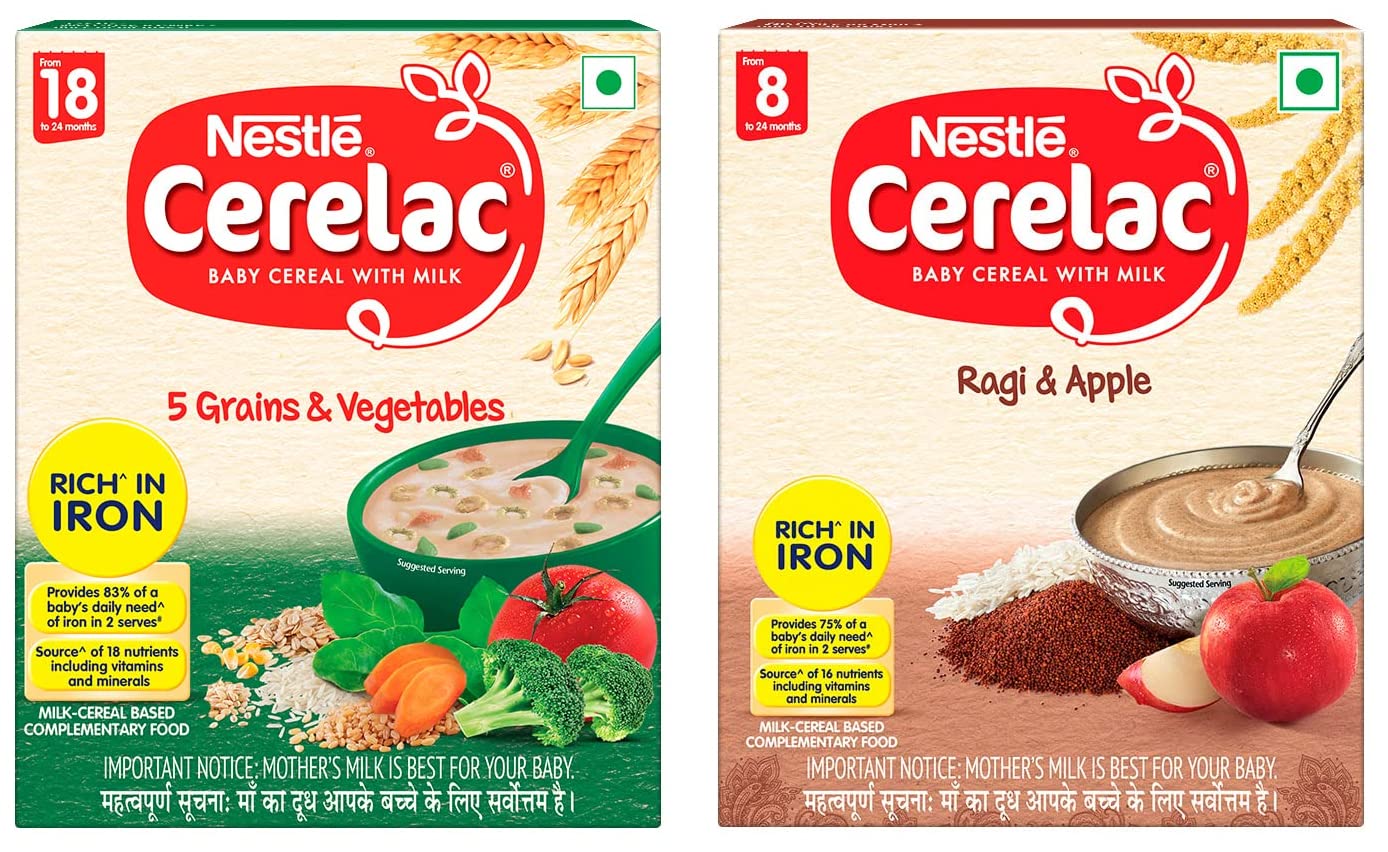 From
18
to 24 months
Nestlé®
Cerelac®
BABY CEREAL WITH MILK
5 Grains & Vegetables
RICH^ IN
IRON
Provides 83% of a
baby's daily need^
of iron in 2 serves#
Source^ of 18 nutrients
including vitamins
and minerals
MILK-CEREAL BASED
COMPLEMENTARY FOOD
Suggested Serving
IMPORTANT NOTICE: MOTHER'S MILK IS BEST FOR YOUR BABY.
महत्वपूर्ण सूचना: माँ का दूध आपके बच्चे के लिए सर्वोत्तम है।
From
8
to 24 months
Nestlé®
Cerelac®
BABY CEREAL WITH MILK
Ragi & Apple
RICH^ IN
IRON
Provides 75% of a
baby's daily need^
of iron in 2 serves#
Source^ of 16 nutrients
including vitamins
and minerals
MILK-CEREAL BASED
COMPLEMENTARY FOOD
Suggested Serving
IMPORTANT NOTICE: MOTHER'S MILK IS BEST FOR YOUR BABY.
महत्वपूर्ण सूचना: माँ का दूध आपके बच्चे के लिए सर्वोत्तम है।